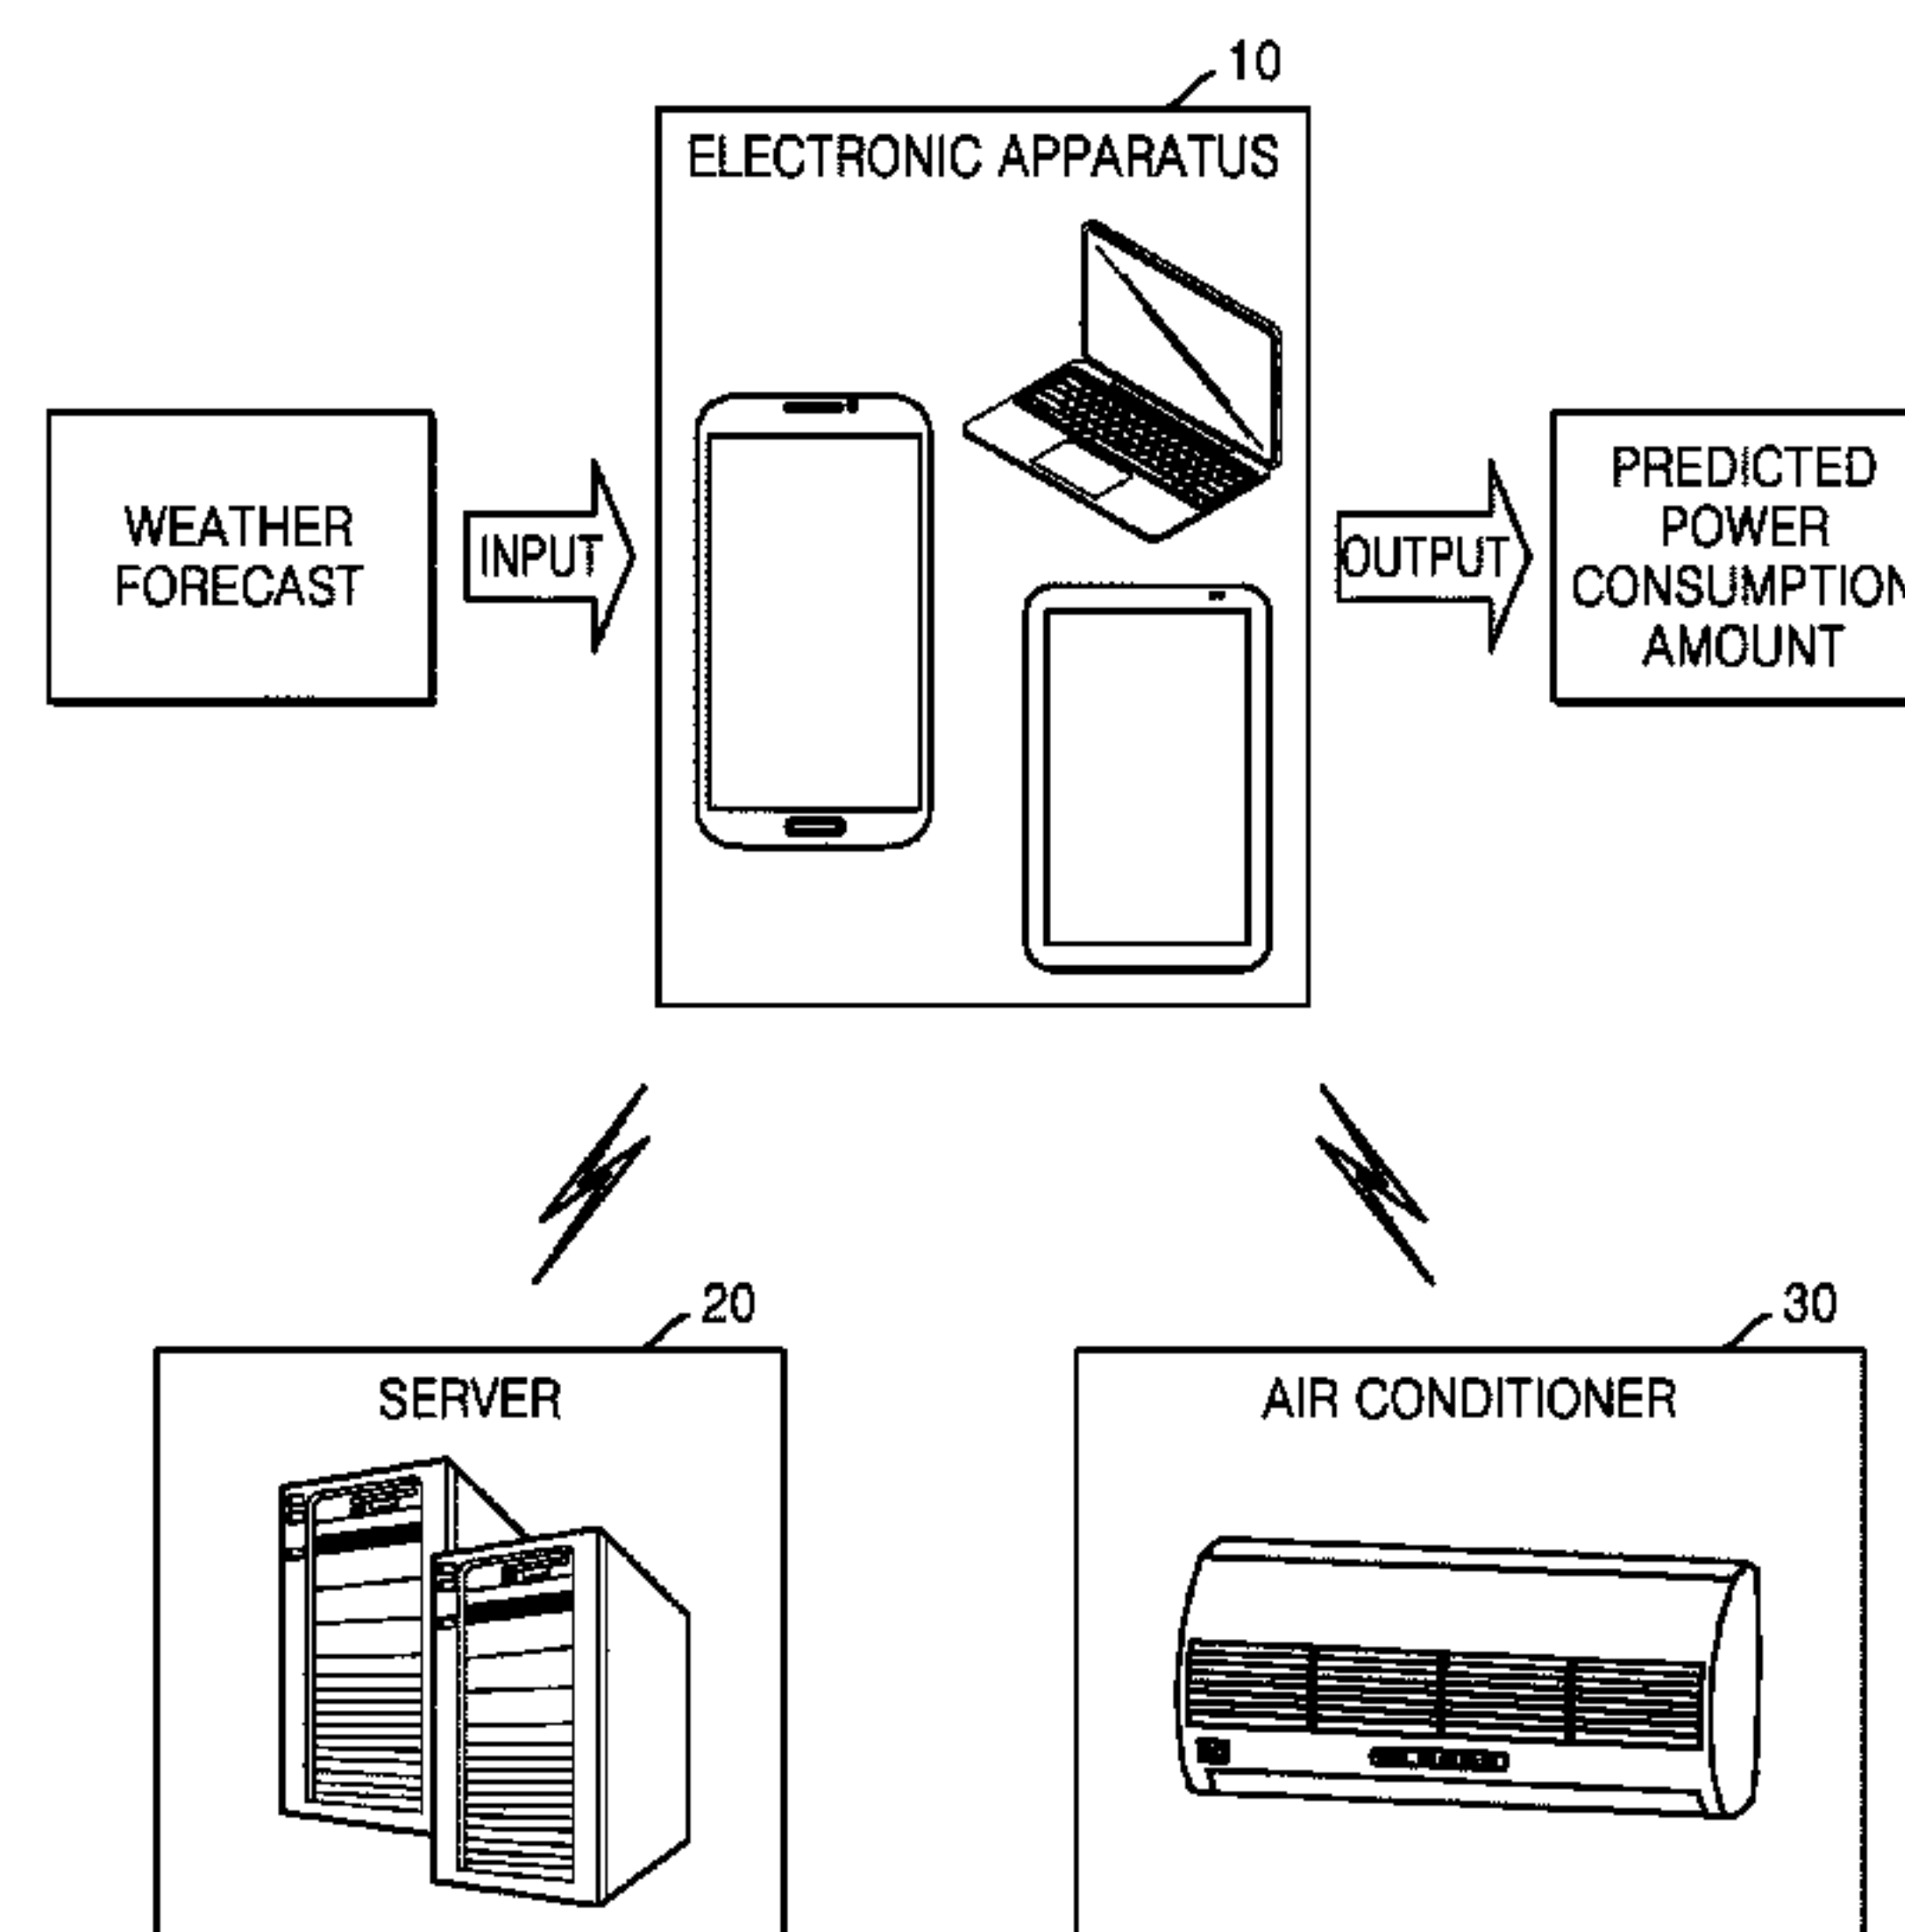 10
ELECTRONIC APPARATUS
WEATHER
FORECAST
INPUT
OUTPUT
PREDICTED
POWER
CONSUMPTION
AMOUNT
20
SERVER
30
AIR CONDITIONER